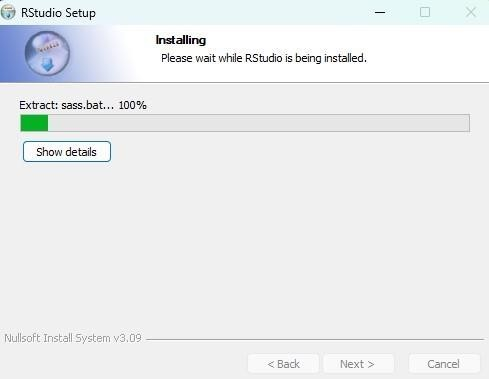 RStudio Setup
Installing
Please wait while RStudio is being installed.
Extract: sass.bat... 100%
Show details
Nullsoft Install System v3.09
< Back
Next >
Cancel